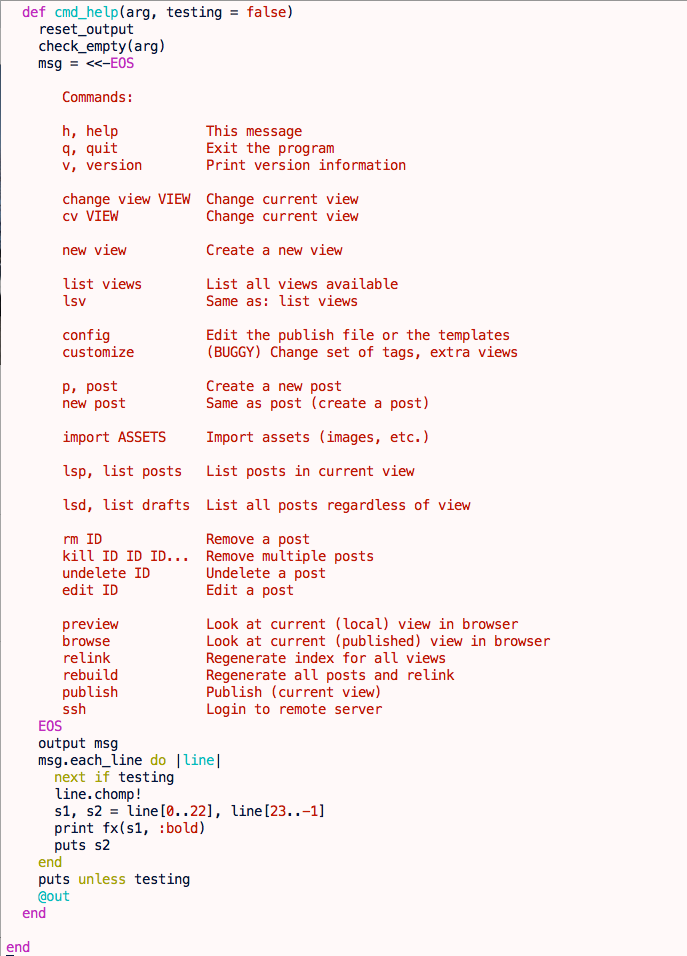 def cmd_help(arg, testing = false)
    reset_output
    check_empty(arg)
    msg = <<-EOS

       Commands:

       h, help           This message
       q, quit           Exit the program
       v, version        Print version information

       change view VIEW  Change current view
       cv VIEW           Change current view

       new view          Create a new view

       list views        List all views available
       lsv               Same as: list views

       config            Edit the publish file or the templates
       customize         (BUGGY) Change set of tags, extra views

       p, post           Create a new post
       new post          Same as post (create a post)

       import ASSETS     Import assets (images, etc.)

       lsp, list posts   List posts in current view

       lsd, list drafts  List all posts regardless of view

       rm ID             Remove a post
       kill ID ID ID...  Remove multiple posts
       undelete ID       Undelete a post
       edit ID           Edit a post

       preview           Look at current (local) view in browser
       browse            Look at current (published) view in browser
       relink            Regenerate index for all views
       rebuild           Regenerate all posts and relink
       publish           Publish (current view)
       ssh               Login to remote server
    EOS
    output msg
    msg.each_line do |line|
      next if testing
      line.chomp!
      s1, s2 = line[0..22], line[23..-1]
      print fx(s1, :bold)
      puts s2
    end
    puts unless testing
    @out
  end

end